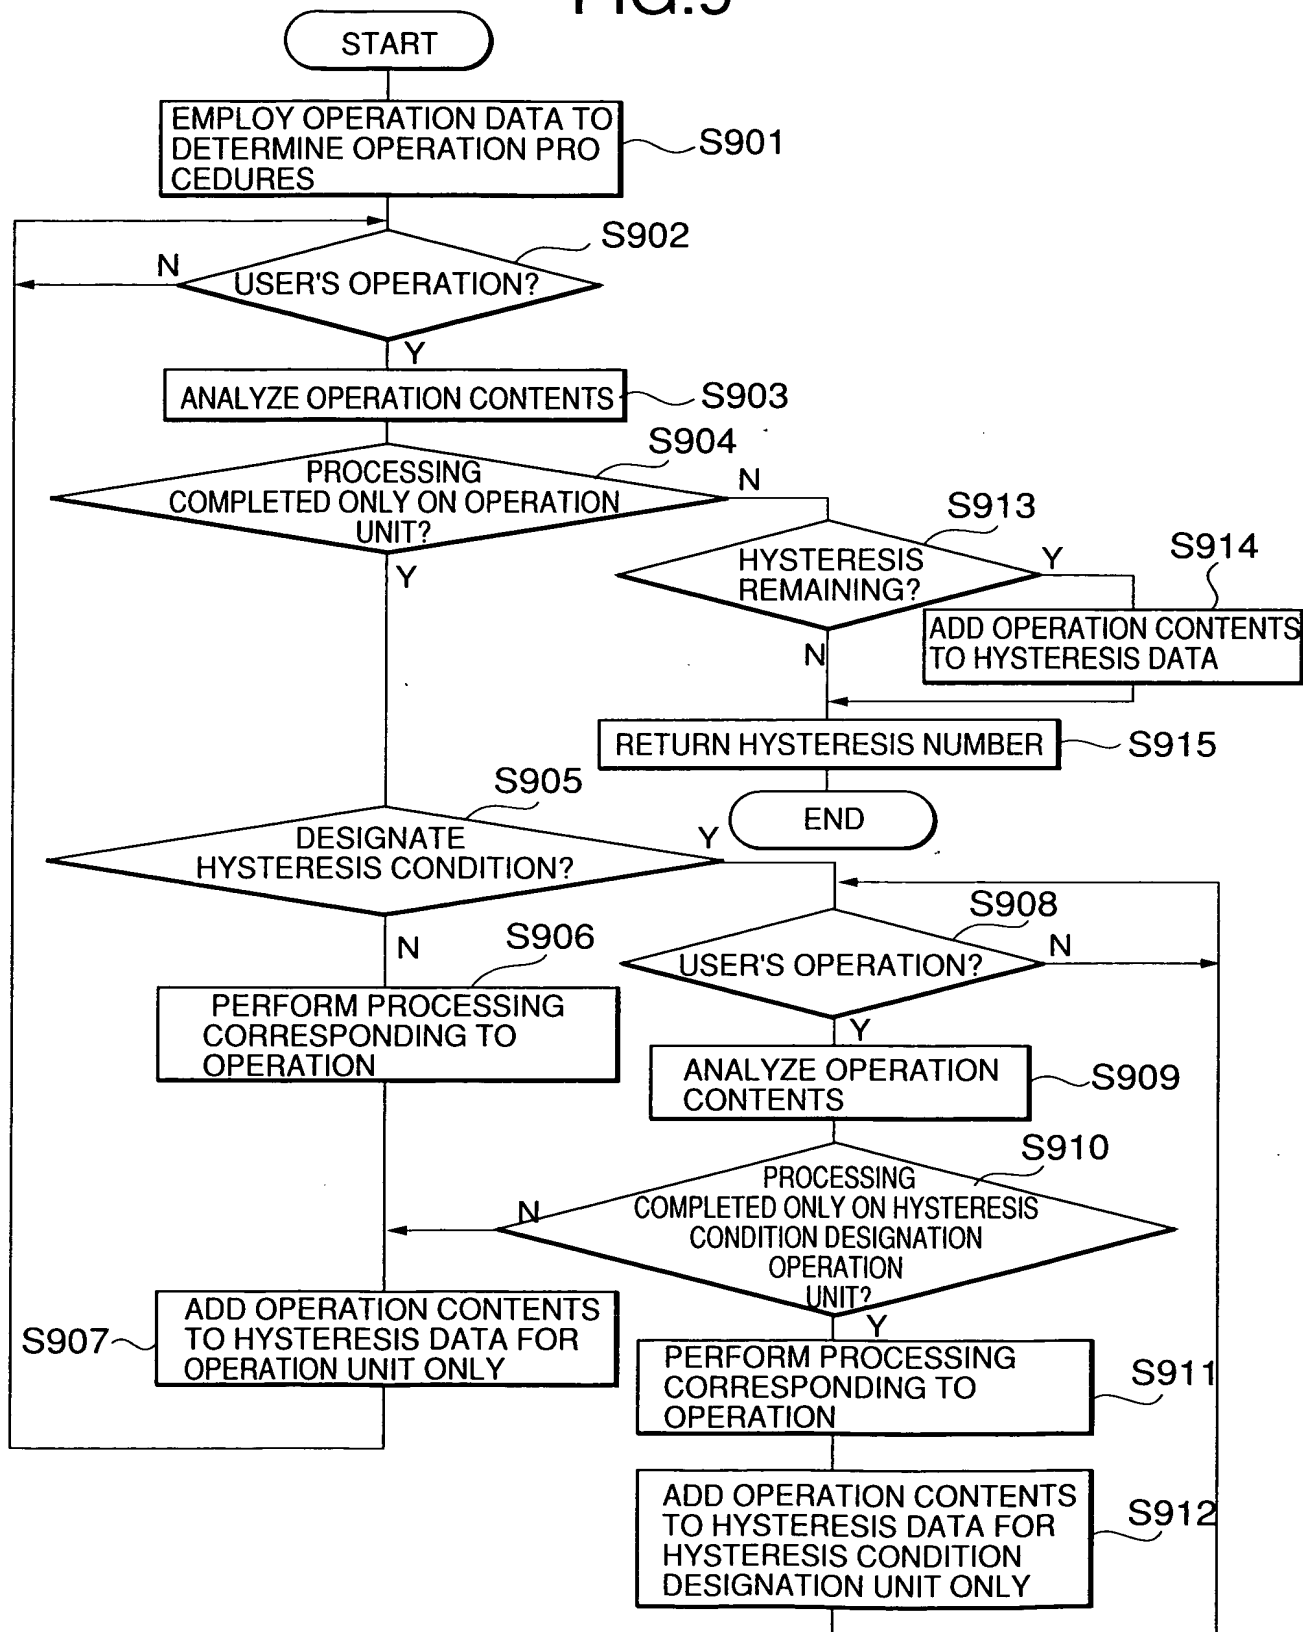 START
EMPLOY OPERATION DATA TO
DETERMINE OPERATION PRO
CEDURES
S901
S902
N
USER'S OPERATION?
Y
ANALYZE OPERATION CONTENTS
S903
S904
PROCESSING
COMPLETED ONLY ON OPERATION
UNIT?
N
Y
S913
HYSTERESIS
REMAINING?
Y
N
S914
ADD OPERATION CONTENTS
TO HYSTERESIS DATA
RETURN HYSTERESIS NUMBER
S915
END
S905
DESIGNATE
HYSTERESIS CONDITION?
Y
N
S906
PERFORM PROCESSING
CORRESPONDING TO
OPERATION
S908
USER'S OPERATION?
N
Y
ANALYZE OPERATION
CONTENTS
S909
S910
PROCESSING
COMPLETED ONLY ON HYSTERESIS
CONDITION DESIGNATION
OPERATION
UNIT?
N
Y
S907
ADD OPERATION CONTENTS
TO HYSTERESIS DATA FOR
OPERATION UNIT ONLY
PERFORM PROCESSING
CORRESPONDING TO
OPERATION
S911
ADD OPERATION CONTENTS
TO HYSTERESIS DATA FOR
HYSTERESIS CONDITION
DESIGNATION UNIT ONLY
S912